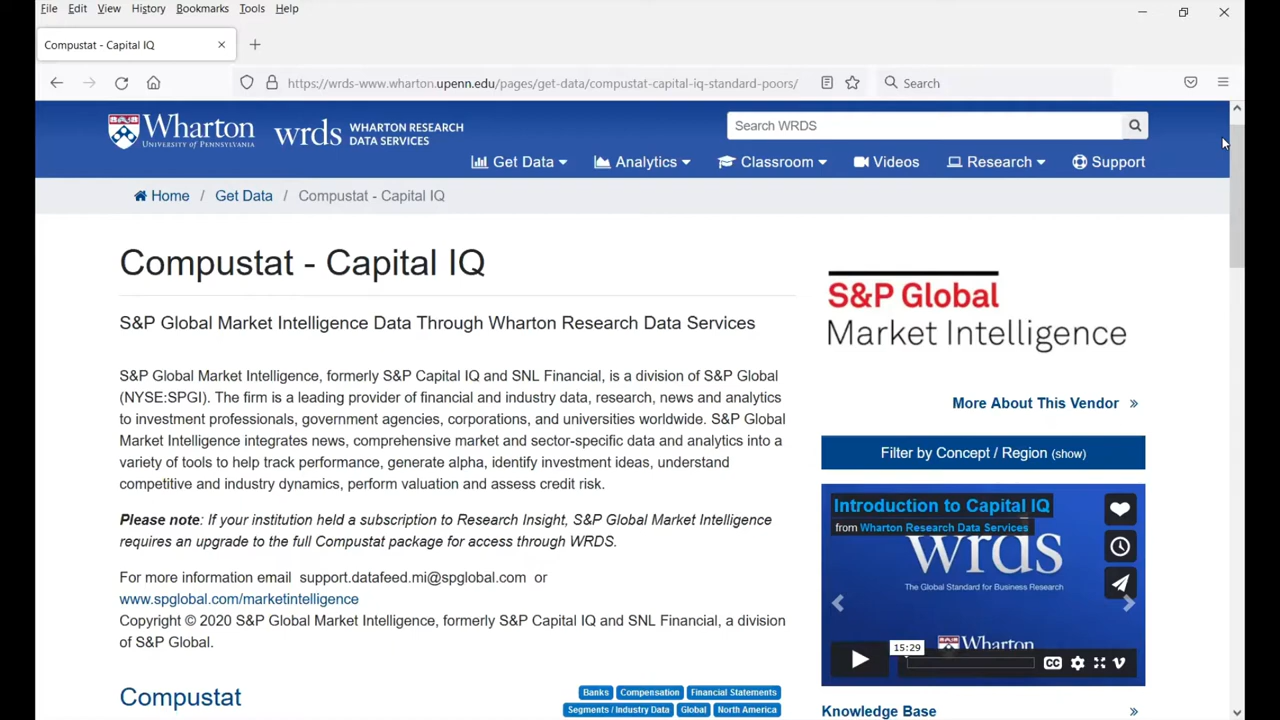 File Edit View History Bookmarks Tools Help
Compustat - Capital IQ
https://wrds-www.wharton.upenn.edu/pages/get-data/compustat-capital-iq-standard-poors/ Search
Wharton wrds WHARTON RESEARCH DATA SERVICES Search WRDS
UNIVERSITY OF PENNSYLVANIA
Get Data Analytics Classroom Videos Research Support
Home / Get Data / Compustat - Capital IQ
Compustat - Capital IQ
S&P Global Market Intelligence Data Through Wharton Research Data Services
S&P Global Market Intelligence, formerly S&P Capital IQ and SNL Financial, is a division of S&P Global
(NYSE:SPGI). The firm is a leading provider of financial and industry data, research, news and analytics
to investment professionals, government agencies, corporations, and universities worldwide. S&P Global
Market Intelligence integrates news, comprehensive market and sector-specific data and analytics into a
variety of tools to help track performance, generate alpha, identify investment ideas, understand
competitive and industry dynamics, perform valuation and assess credit risk.
Please note: If your institution held a subscription to Research Insight, S&P Global Market Intelligence
requires an upgrade to the full Compustat package for access through WRDS.
For more information email support.datafeed.mi@spglobal.com or
www.spglobal.com/marketintelligence
Copyright © 2020 S&P Global Market Intelligence, formerly S&P Capital IQ and SNL Financial, a division
of S&P Global.
Compustat
Banks Compensation Financial Statements
Segments / Industry Data Global North America
S&P Global
Market Intelligence
More About This Vendor »
Filter by Concept / Region (show)
Introduction to Capital IQ
from Wharton Research Data Services
wrds
The Global Standard for Business Research
Wharton
15:29
CC
Knowledge Base »